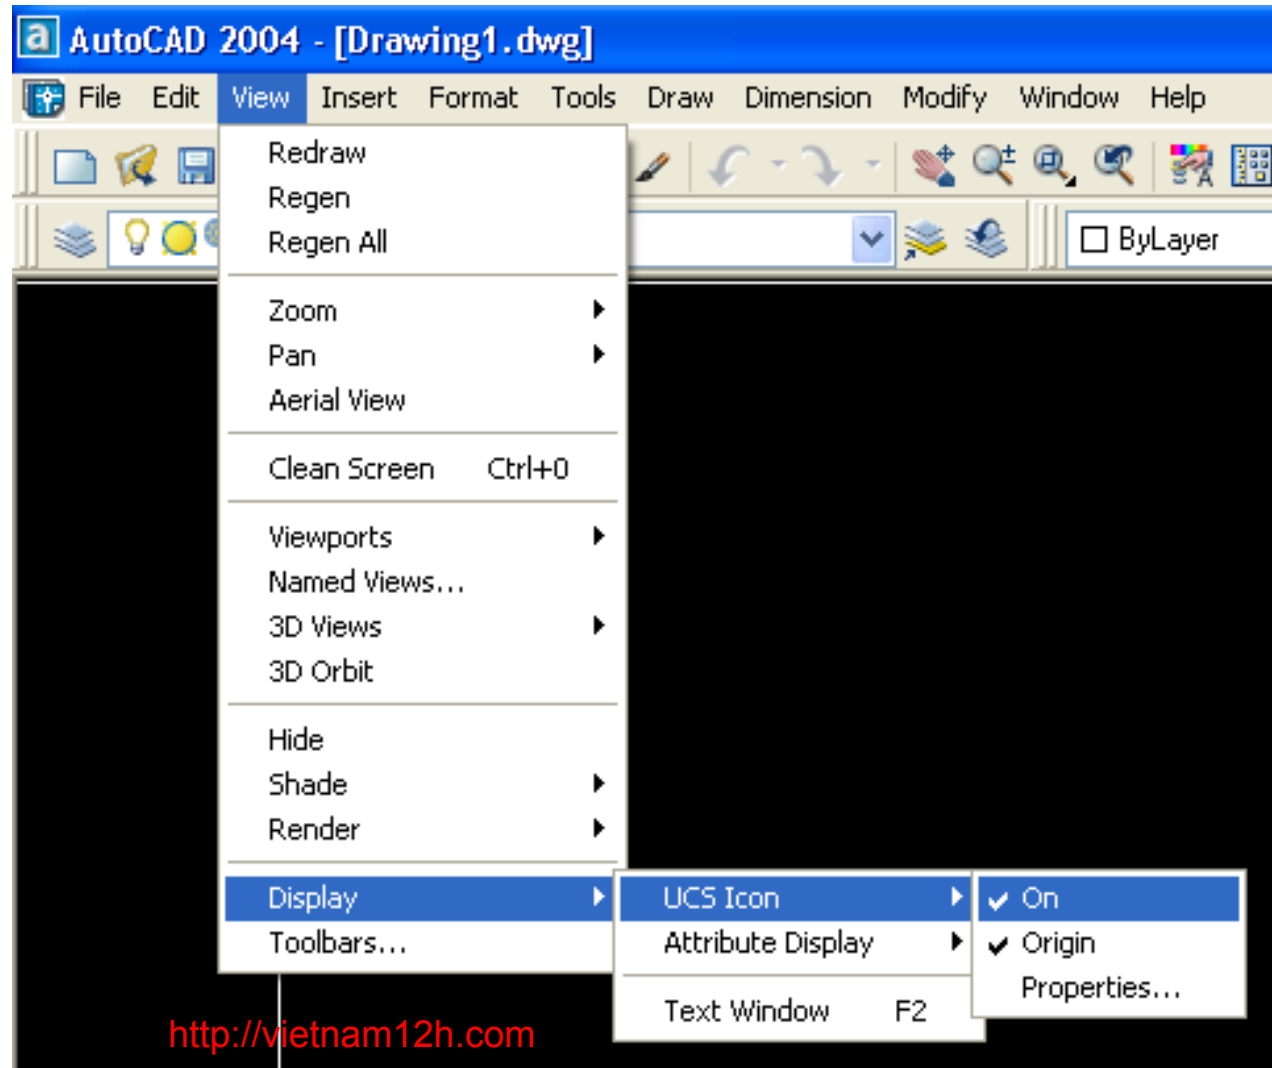 AutoCAD 2004 - [Drawing1.dwg]
File Edit View Insert Format Tools Draw Dimension Modify Window Help
Redraw
Regen
Regen All
ByLayer
Zoom
Pan
Aerial View
Clean Screen Ctrl+0
Viewports
Named Views...
3D Views
3D Orbit
Hide
Shade
Render
Display
Toolbars...
UCS Icon
Attribute Display
Text Window F2
On
Origin
Properties...
http://vietnam12h.com